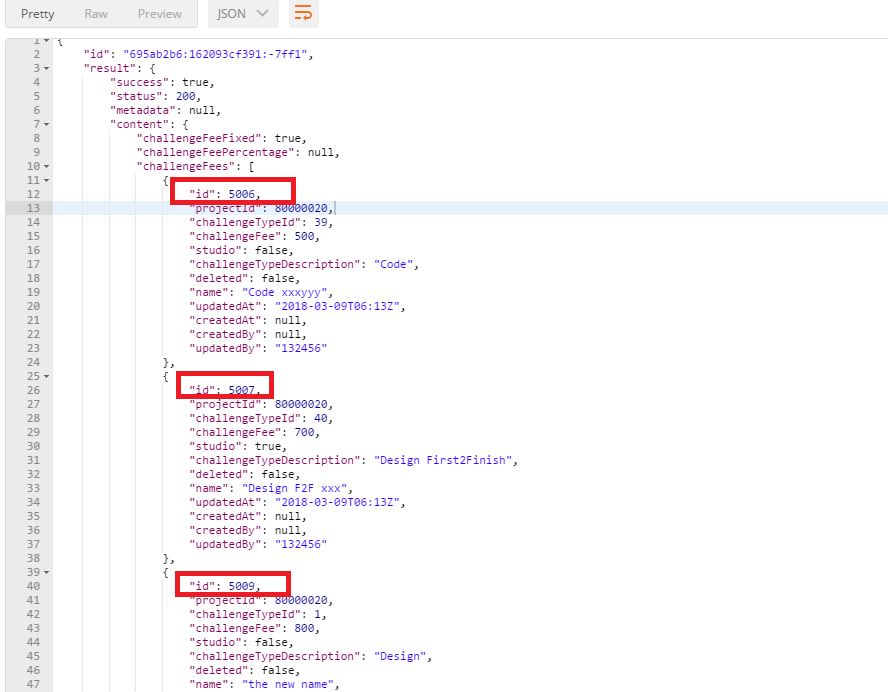 Pretty Raw Preview JSON
1 {
2 "id": "695ab2b6:162093cf391:-7ff1",
3 "result": {
4 "success": true,
5 "status": 200,
6 "metadata": null,
7 "content": {
8 "challengeFeeFixed": true,
9 "challengeFeePercentage": null,
10 "challengeFees": [
11 {
12 "id": 5006,
13 "projectId": 80000020,
14 "challengeTypeId": 39,
15 "challengeFee": 500,
16 "studio": false,
17 "challengeTypeDescription": "Code",
18 "deleted": false,
19 "name": "Code xxxyyy",
20 "updatedAt": "2018-03-09T06:13Z",
21 "createdAt": null,
22 "createdBy": null,
23 "updatedBy": "132456"
24 },
25 {
26 "id": 5007,
27 "projectId": 80000020,
28 "challengeTypeId": 40,
29 "challengeFee": 700,
30 "studio": true,
31 "challengeTypeDescription": "Design First2Finish",
32 "deleted": false,
33 "name": "Design F2F xxx",
34 "updatedAt": "2018-03-09T06:13Z",
35 "createdAt": null,
36 "createdBy": null,
37 "updatedBy": "132456"
38 },
39 {
40 "id": 5009,
41 "projectId": 80000020,
42 "challengeTypeId": 1,
43 "challengeFee": 800,
44 "studio": false,
45 "challengeTypeDescription": "Design",
46 "deleted": false,
47 "name": "the new name",